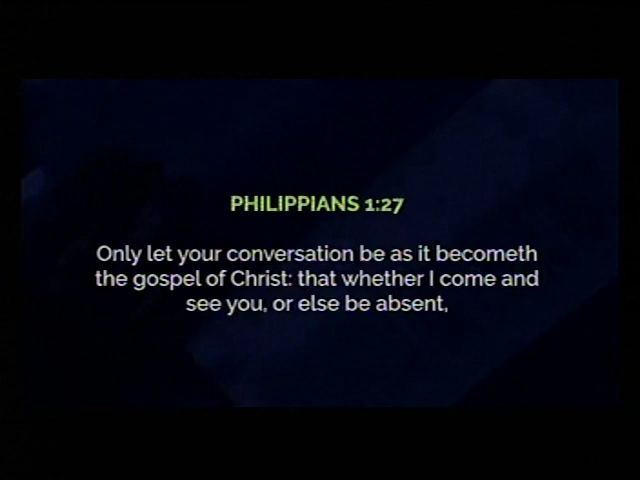 PHILIPPIANS 1:27
Only let your conversation be as it becometh
the gospel of Christ: that whether I come and
see you, or else be absent,